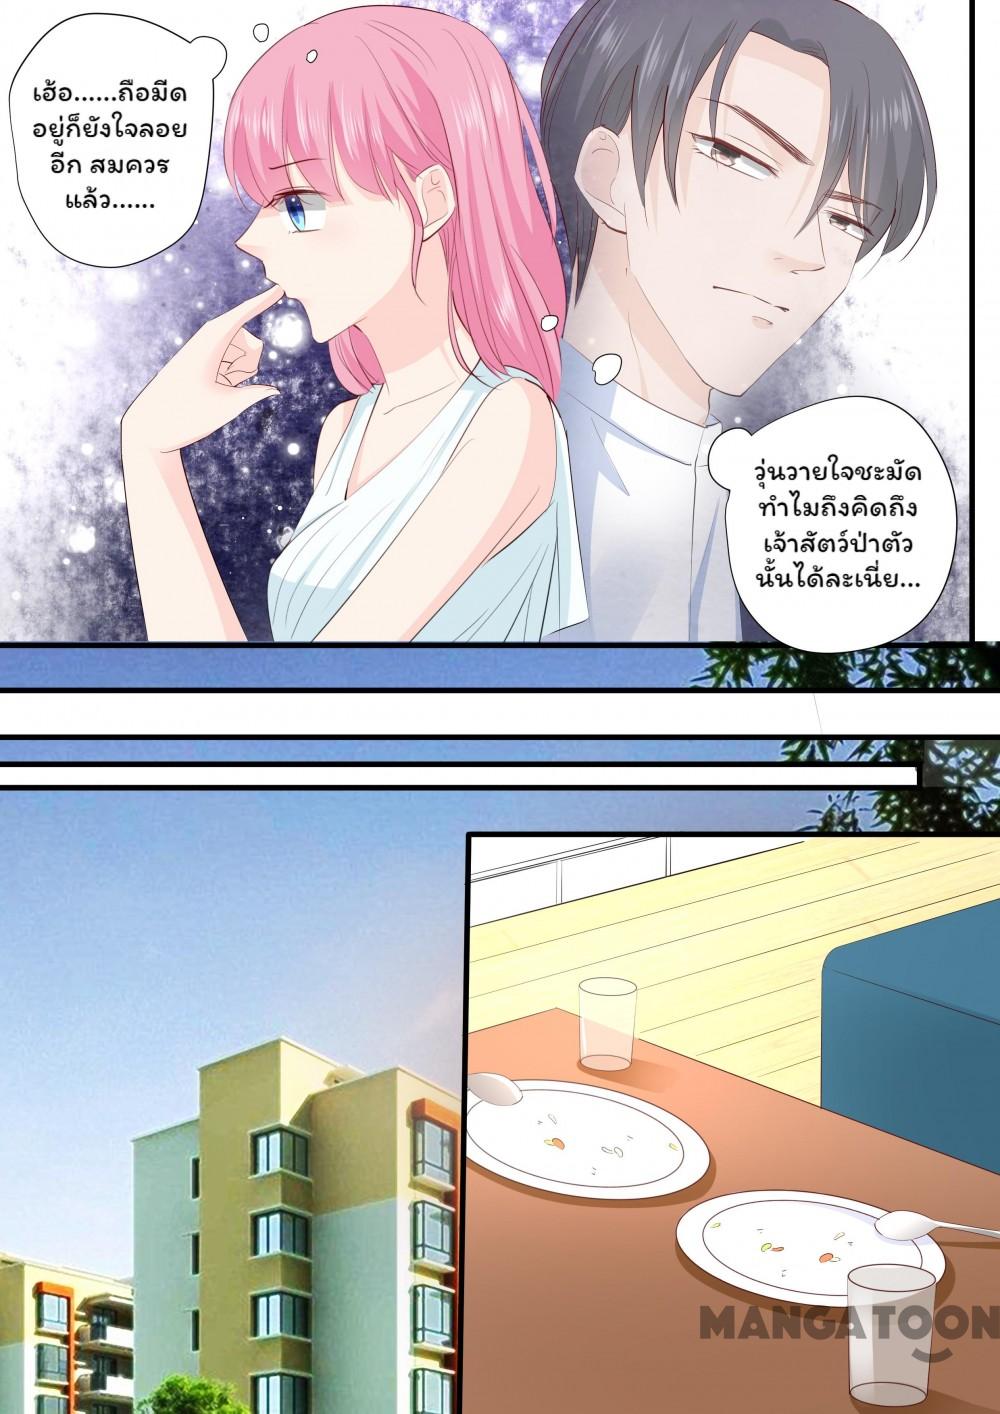 เฮ้อ......ถือมีด
อยู่ก็ยังใจลอย
อีก สมควร
แล้ว......
วุ่นวายใจชะมัด
ทำไมถึงคิดถึง
เจ้าสัตว์ป่าตัว
นั้นได้ละเนี่ย...
MANGATOON